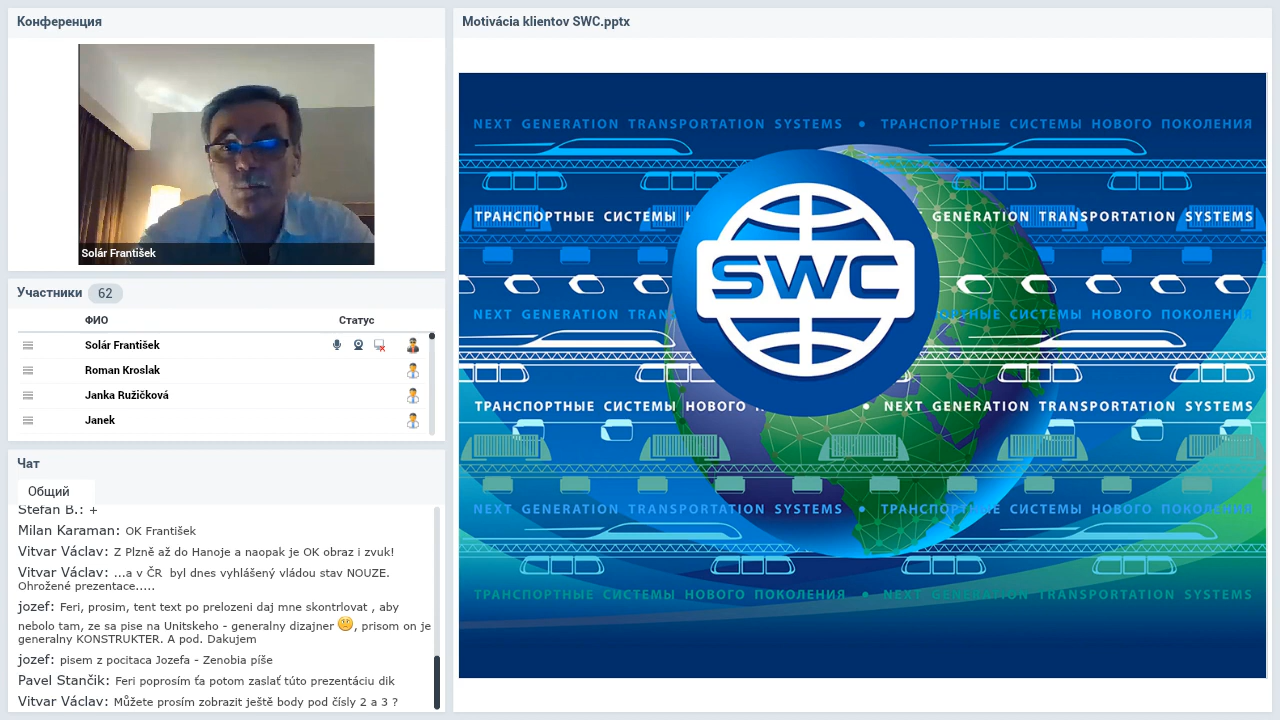 Конференция
Solár František
Участники 62
ФИО Статус
Solár František
Roman Kroslak
Janka Ružičková
Janek
Чат
Общий
Stefan B.: +
Milan Karaman: OK František
Vitvar Václav: Z Plzně až do Hanoje a naopak je OK obraz i zvuk!
Vitvar Václav: ...a v ČR byl dnes vyhlášený vládou stav NOUZE.
Ohrožené prezentace.....
jozef: Feri, prosim, tent text po prelozeni daj mne skontrlovat , aby
nebolo tam, ze sa pise na Unitskeho - generalny dizajner , prisom on je
generalny KONSTRUKTER. A pod. Dakujem
jozef: pisem z pocitaca Jozefa - Zenobia píše
Pavel Stančik: Feri poprosím ťa potom zaslať túto prezentáciu dik
Vitvar Václav: Můžete prosím zobrazit ještě body pod čísly 2 a 3 ?
Motivácia klientov SWC.pptx
NEXT GENERATION TRANSPORTATION SYSTEMS • ТРАНСПОРТНЫЕ СИСТЕМЫ НОВОГО ПОКОЛЕНИЯ
ТРАНСПОРТНЫЕ СИСТЕМЫ GENERATION TRANSPORTATION SYSTEMS
SWC
NEXT GENERATION TRANSPORTATION СИСТЕМЫ НОВОГО ПОКОЛЕНИЯ
ТРАНСПОРТНЫЕ СИСТЕМЫ НОВОГО • NEXT GENERATION TRANSPORTATION SYSTEMS
NEXT GENERATION TRANSPORTATION SYSTEMS • ТРАНСПОРТНЫЕ СИСТЕМЫ НОВОГО ПОКОЛЕНИЯ
ТРАНСПОРТНЫЕ СИСТЕМЫ НОВОГО ПОКОЛЕНИЯ • NEXT GENERATION TRANSPORTATION SYSTEMS